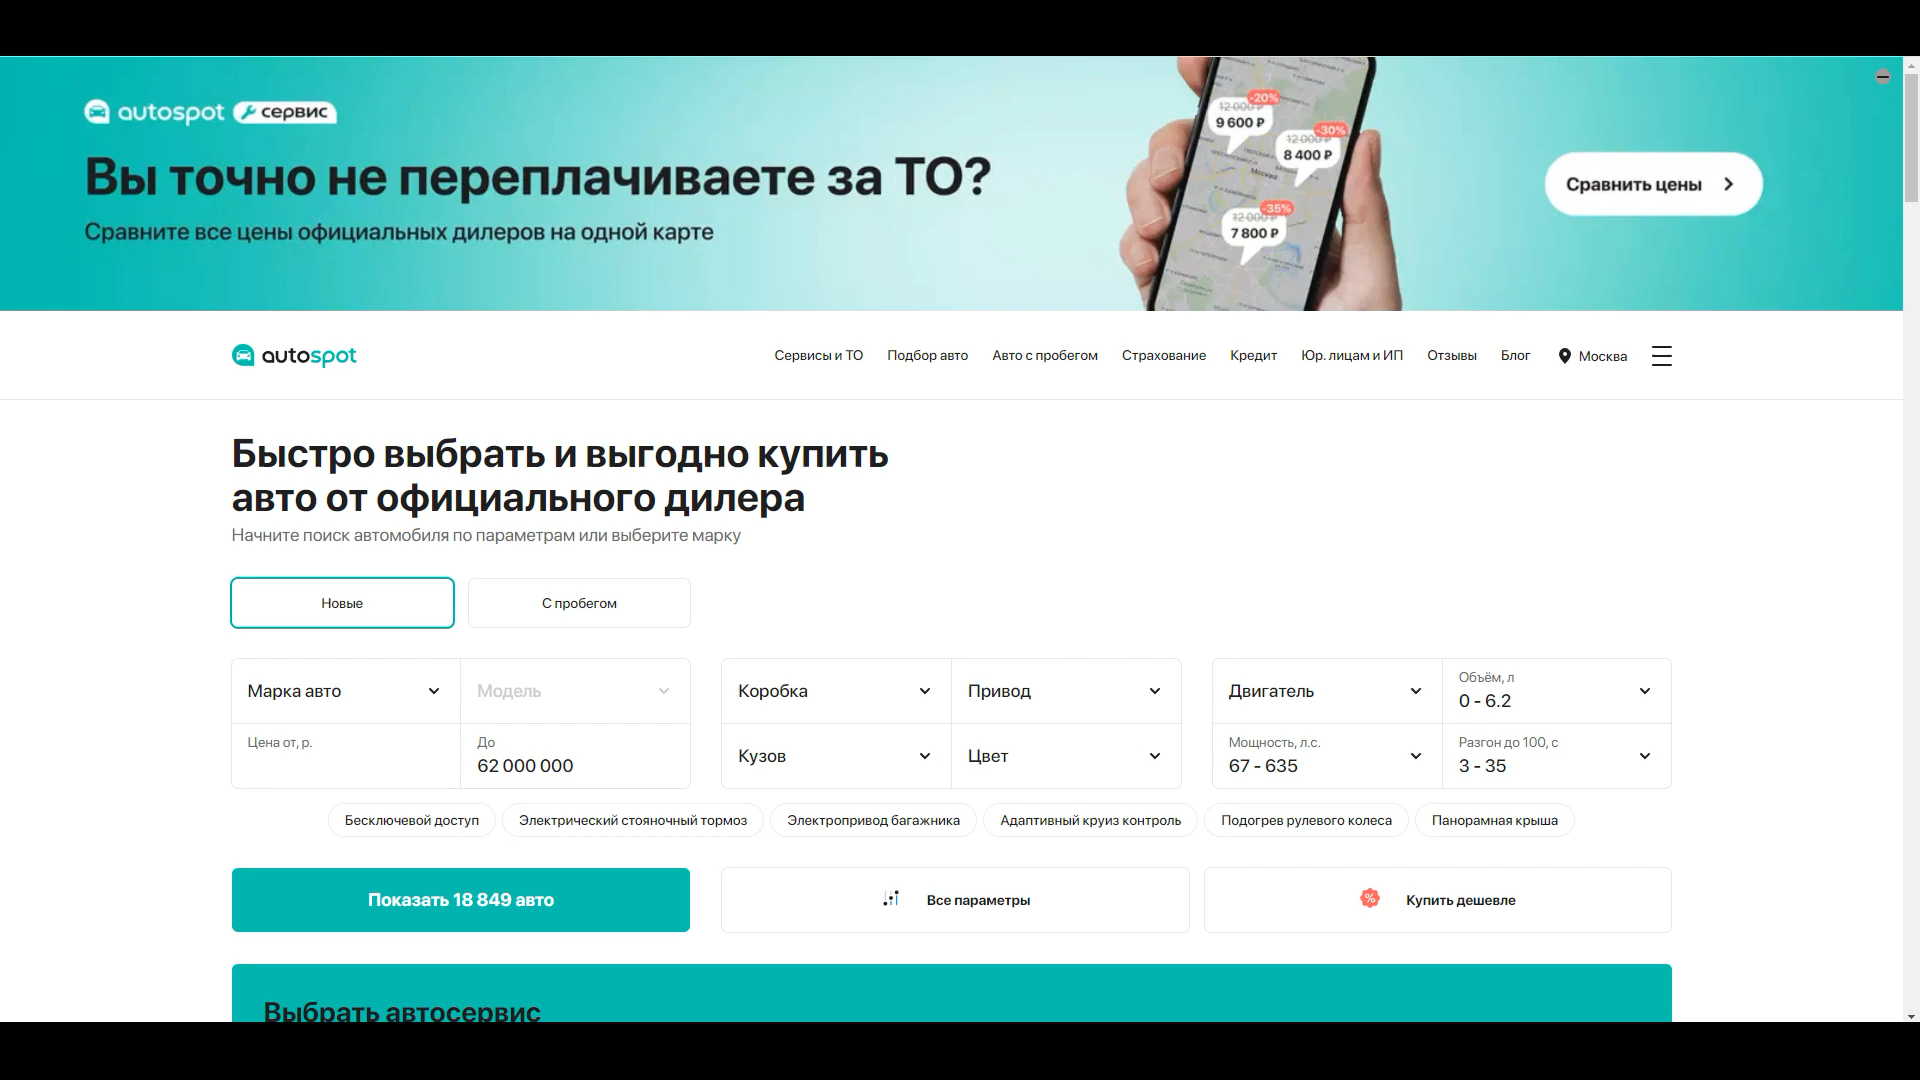 autospot сервис
Вы точно не переплачиваете за ТО?
Сравните все цены официальных дилеров на одной карте
-20%
12 000 ₽
9 600 ₽
-30%
12 000 ₽
8 400 ₽
Москва
-35%
12 000 ₽
7 800 ₽
Сравнить цены
autospot
Сервисы и ТО Подбор авто Авто с пробегом Страхование Кредит Юр. лицам и ИП Отзывы Блог Москва
Быстро выбрать и выгодно купить
авто от официального дилера
Начните поиск автомобиля по параметрам или выберите марку
Новые С пробегом
Марка авто Модель Коробка Привод Двигатель Объём, л
0 - 6.2
Цена от, р. До
62 000 000
Кузов Цвет
Мощность, л.с.
67 - 635
Разгон до 100, с
3 - 35
Бесключевой доступ Электрический стояночный тормоз Электропривод багажника Адаптивный круиз контроль Подогрев рулевого колеса Панорамная крыша
Показать 18 849 авто Все параметры % Купить дешевле
Выбрать автосервис